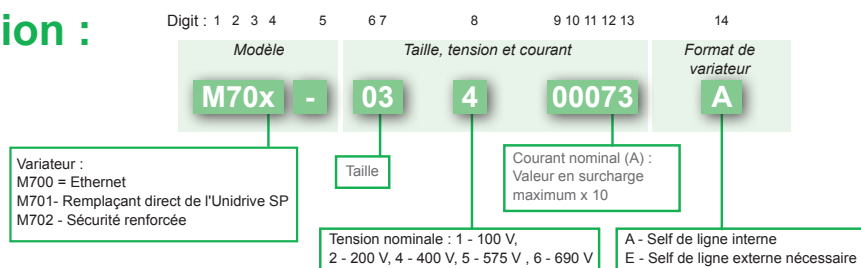 ion :
Digit : 1 2 3 4 5 6 7 8 9 10 11 12 13 14
Modèle
Taille, tension et courant
Format de
variateur
M70x - 03 4 00073 A
Variateur :
M700 = Ethernet
M701- Remplaçant direct de l'Unidrive SP
M702 - Sécurité renforcée
Taille
Courant nominal (A) :
Valeur en surcharge
maximum x 10
Tension nominale : 1 - 100 V,
2 - 200 V, 4 - 400 V, 5 - 575 V , 6 - 690 V
A - Self de ligne interne
E - Self de ligne externe nécessaire